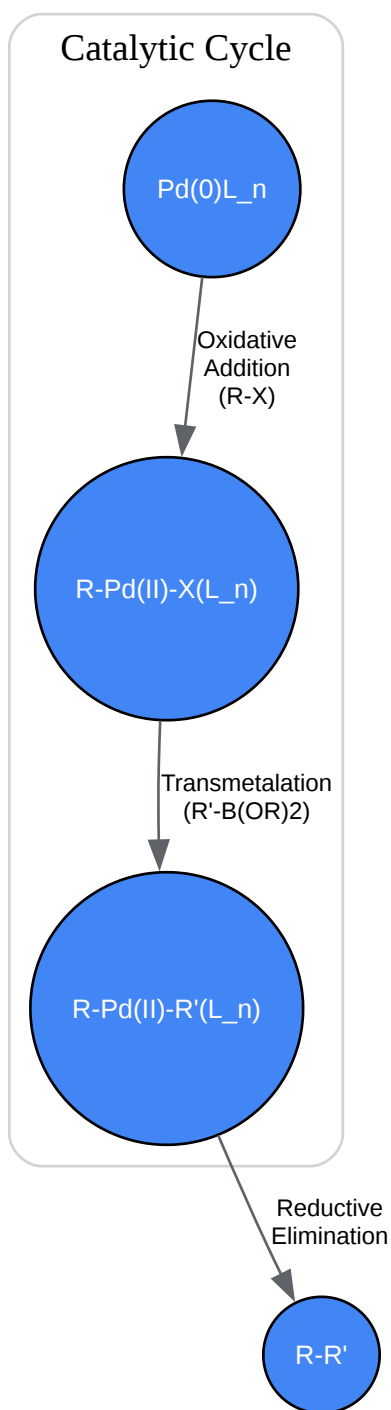 Catalytic Cycle
Pd(0)L_n
Oxidative
Addition
(R-X)
R-Pd(II)-X(L_n)
Transmetalation
(R'-B(OR)2)
R-Pd(II)-R'(L_n)
Reductive
Elimination
R-R'